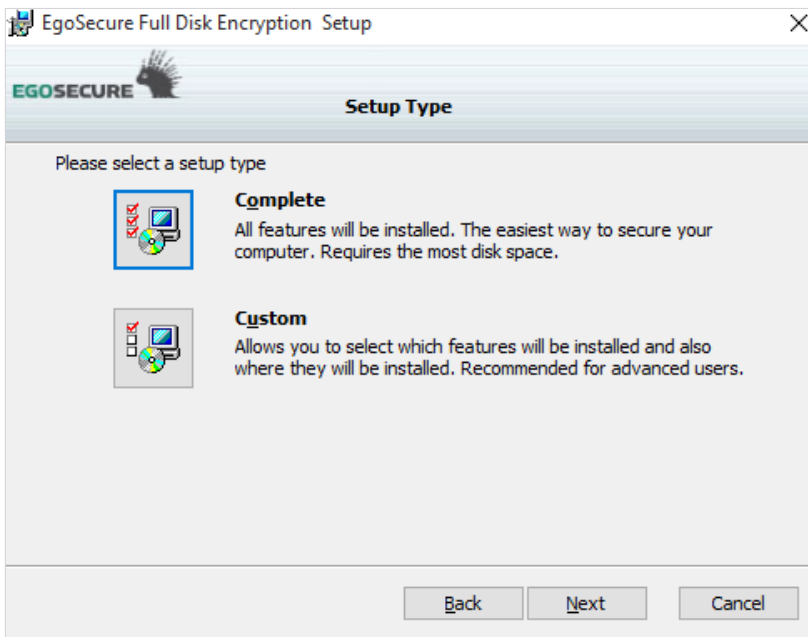 EgoSecure Full Disk Encryption  Setup
EGOSECURE
Setup Type
Please select a setup type
Complete
All features will be installed. The easiest way to secure your
computer. Requires the most disk space.
Custom
Allows you to select which features will be installed and also
where they will be installed. Recommended for advanced users.
Back
Next
Cancel